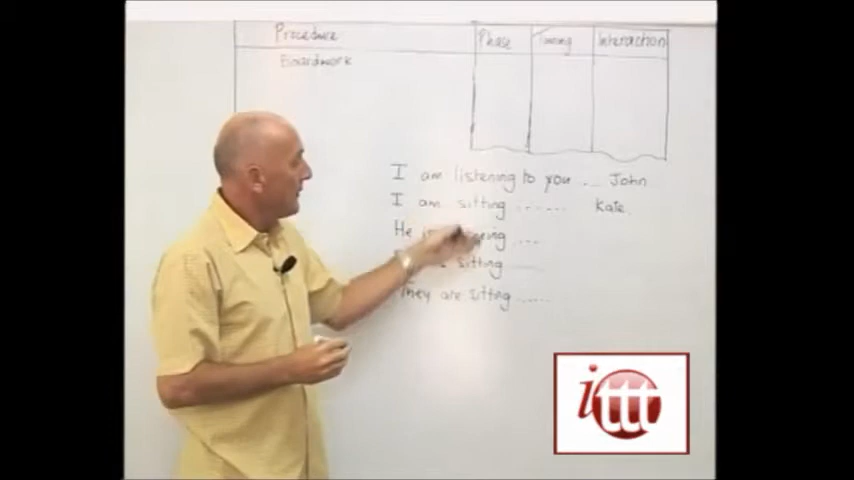 Procedure Phase Timing Interaction
Boardwork
I am listening to you .... John
I am sitting ...... Kate
He is ....
sitting
They are sitting .....
ittt